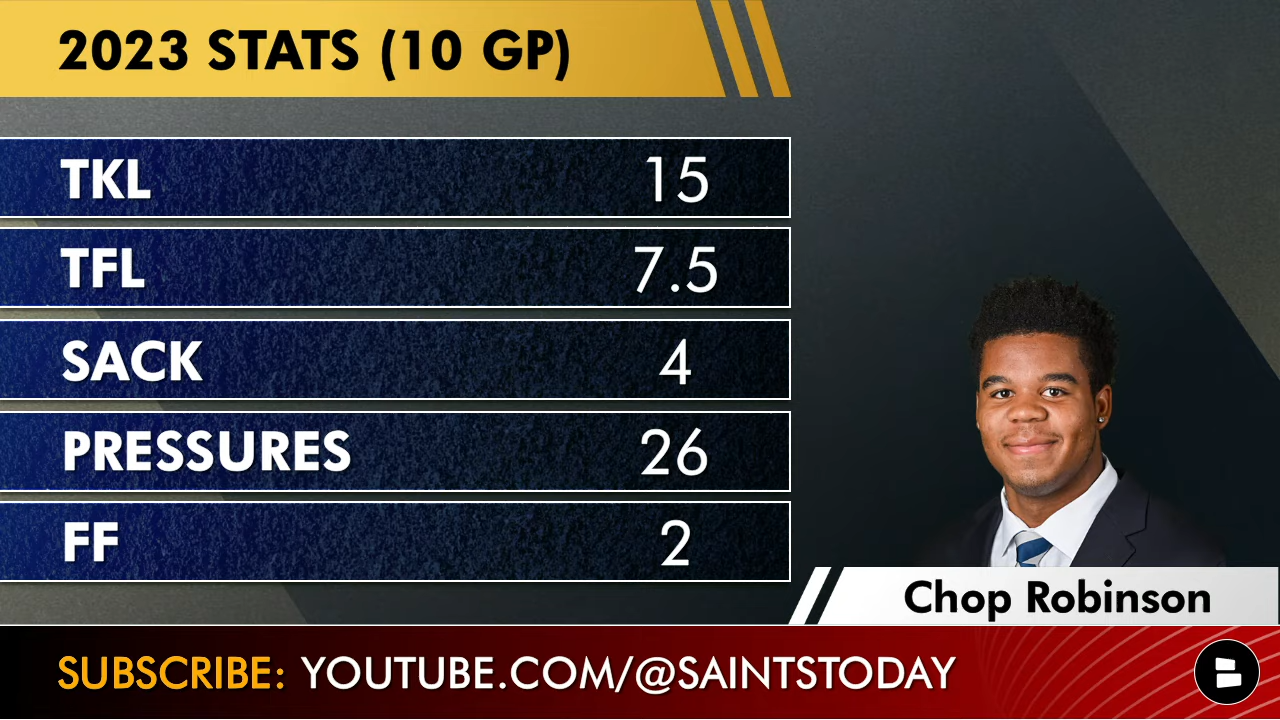 2023 STATS (10 GP)
TKL 15
TFL 7.5
SACK 4
PRESSURES 26
FF 2
Chop Robinson
SUBSCRIBE: YOUTUBE.COM/@SAINTSTODAY